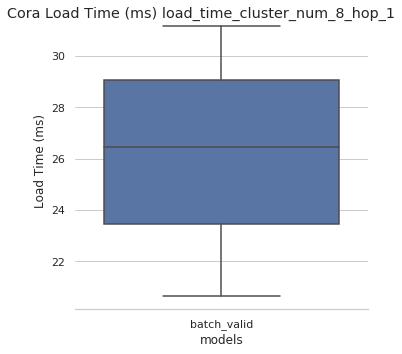 Cora Load Time (ms) load_time_cluster_num_8_hop_1
30
28
26
24
22
Load Time (ms)
batch_valid
models